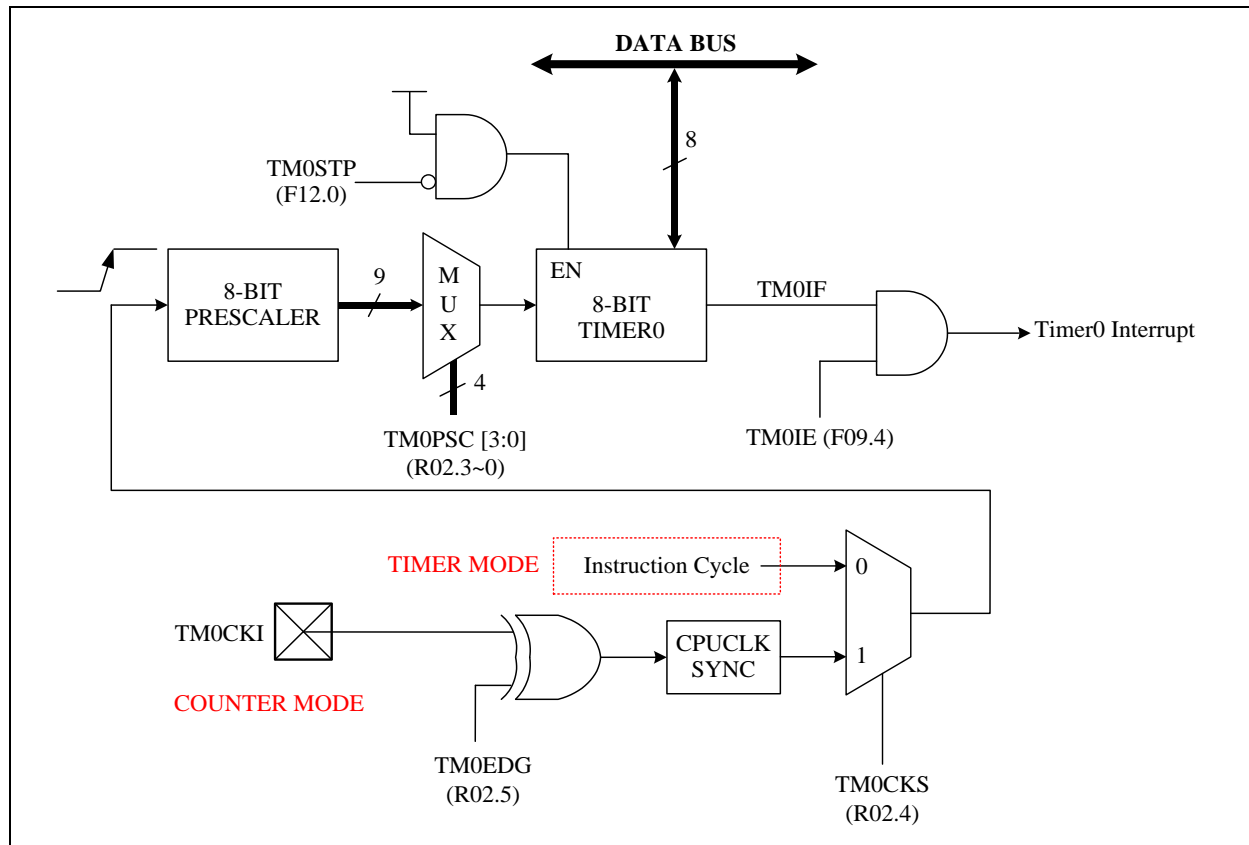 DATA BUS
8
TM0STP
(F12.0)
8-BIT
PRESCALER
9
M
U
X
4
TM0PSC [3:0]
(R02.3~0)
EN
8-BIT
TIMER0
TM0IF
Timer0 Interrupt
TM0IE (F09.4)
TIMER MODE
Instruction Cycle
0
TM0CKI
CPUCLK
SYNC
1
COUNTER MODE
TM0EDG
(R02.5)
TM0CKS
(R02.4)